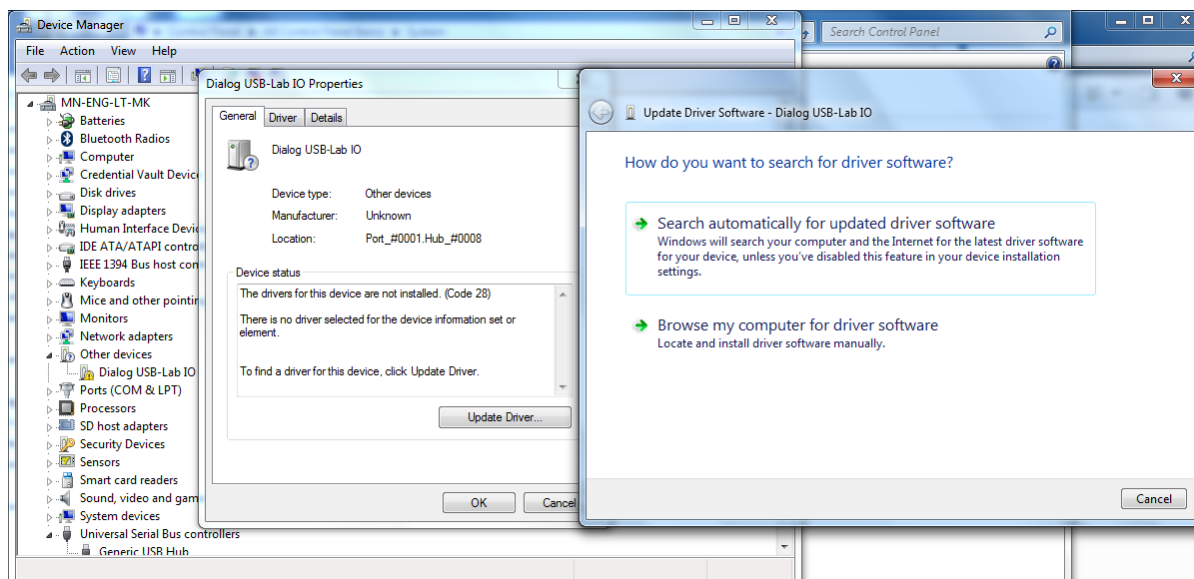 Device Manager
File Action View Help
MN-ENG-LT-MK
Batteries
Bluetooth Radios
Computer
Credential Vault Device
Disk drives
Display adapters
Human Interface Devic
IDE ATA/ATAPI contro
IEEE 1394 Bus host con
Keyboards
Mice and other pointin
Monitors
Network adapters
Other devices
Dialog USB-Lab IO
Ports (COM & LPT)
Processors
SD host adapters
Security Devices
Sensors
Smart card readers
Sound, video and gam
System devices
Universal Serial Bus controllers
Generic USB Hub
Dialog USB-Lab IO Properties
General Driver Details
Dialog USB-Lab IO
Device type: Other devices
Manufacturer: Unknown
Location: Port_#0001.Hub_#0008
Device status
The drivers for this device are not installed. (Code 28)
There is no driver selected for the device information set or
element.
To find a driver for this device, click Update Driver.
Update Driver...
OK Cancel
Search Control Panel
Update Driver Software - Dialog USB-Lab IO
How do you want to search for driver software?
Search automatically for updated driver software
Windows will search your computer and the Internet for the latest driver software
for your device, unless you've disabled this feature in your device installation
settings.
Browse my computer for driver software
Locate and install driver software manually.
Cancel